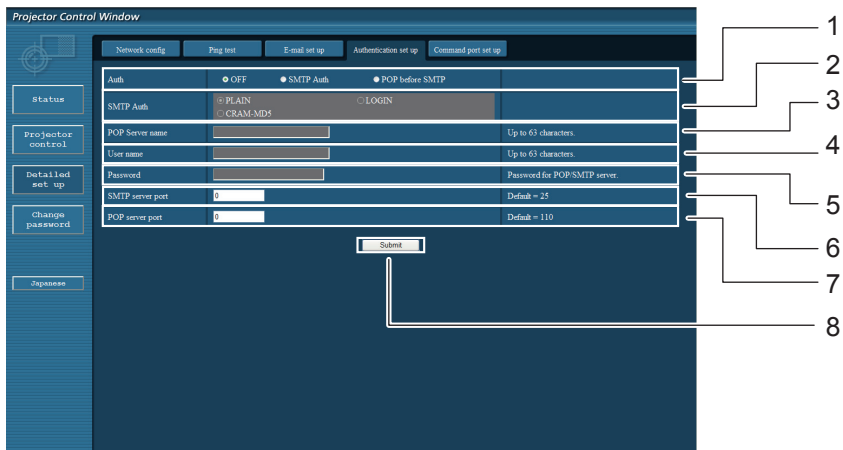 Projector Control Window
Network config Ping test E-mail set up Authentication set up Command port set up
Auth OFF SMTP Auth POP before SMTP
SMTP Auth PLAIN LOGIN
CRAM-MD5
POP Server name Up to 63 characters.
User name Up to 63 characters.
Password Password for POP/SMTP server.
SMTP server port 0 Default = 25
POP server port 0 Default = 110
Submit
Status
Projector
control
Detailed
set up
Change
password
Japanese
1
2
3
4
5
6
7
8